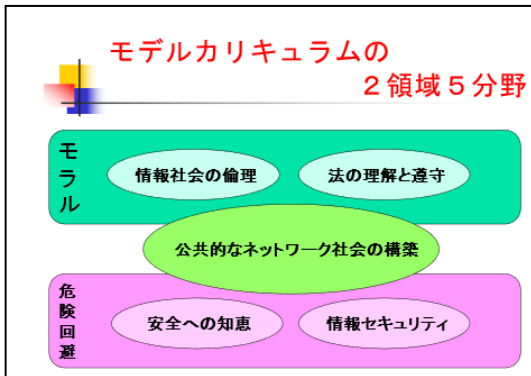 モデルカリキュラムの
２領域５分野
モラル
情報社会の倫理
法の理解と遵守
公共的なネットワーク社会の構築
危険回避
安全への知恵
情報セキュリティ